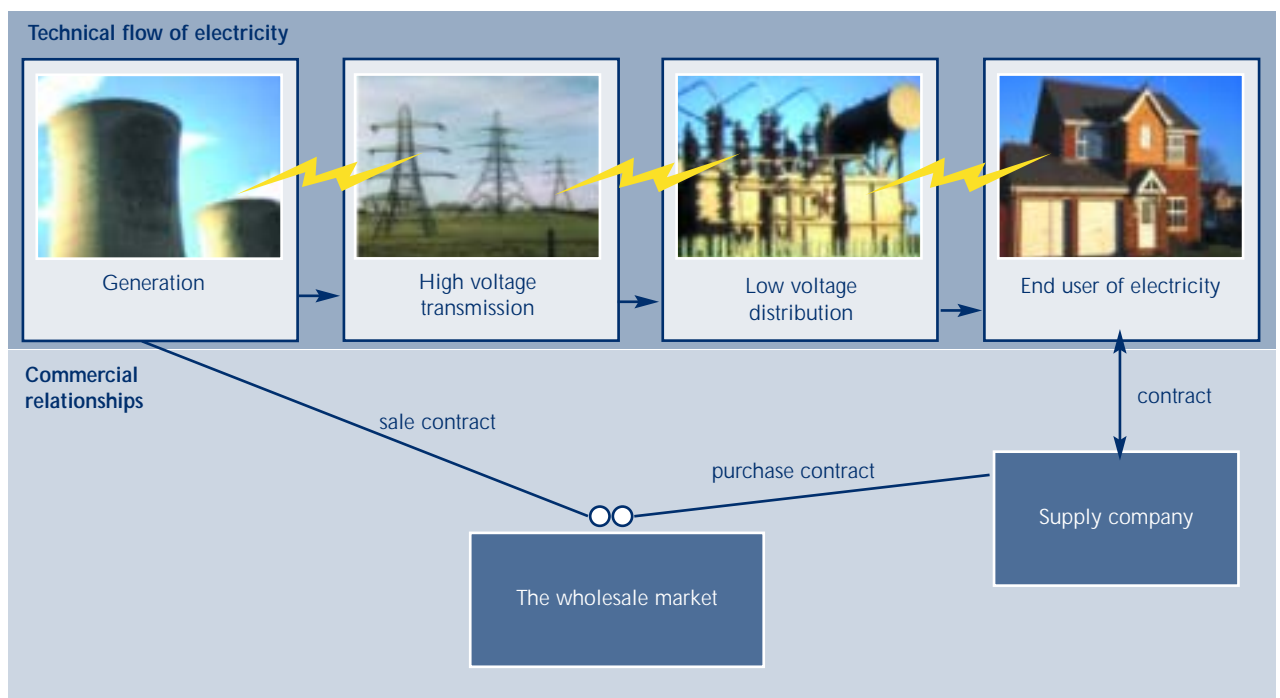 Technical flow of electricity
Generation
High voltage
transmission
Low voltage
distribution
End user of electricity
Commercial
relationships
sale contract
contract
purchase contract
Supply company
The wholesale market